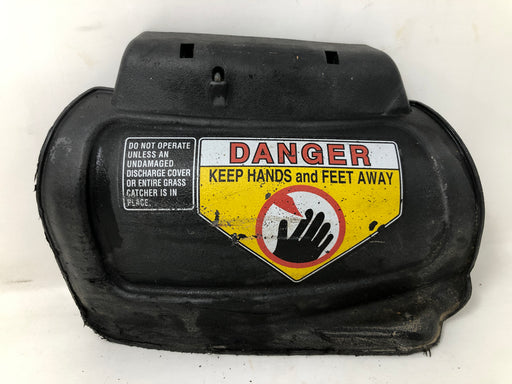 DO NOT OPERATE
UNLESS AN
UNDAMAGED
DISCHARGE COVER
OR ENTIRE GRASS
CATCHER IS IN
PLACE.
DANGER
KEEP HANDS and FEET AWAY